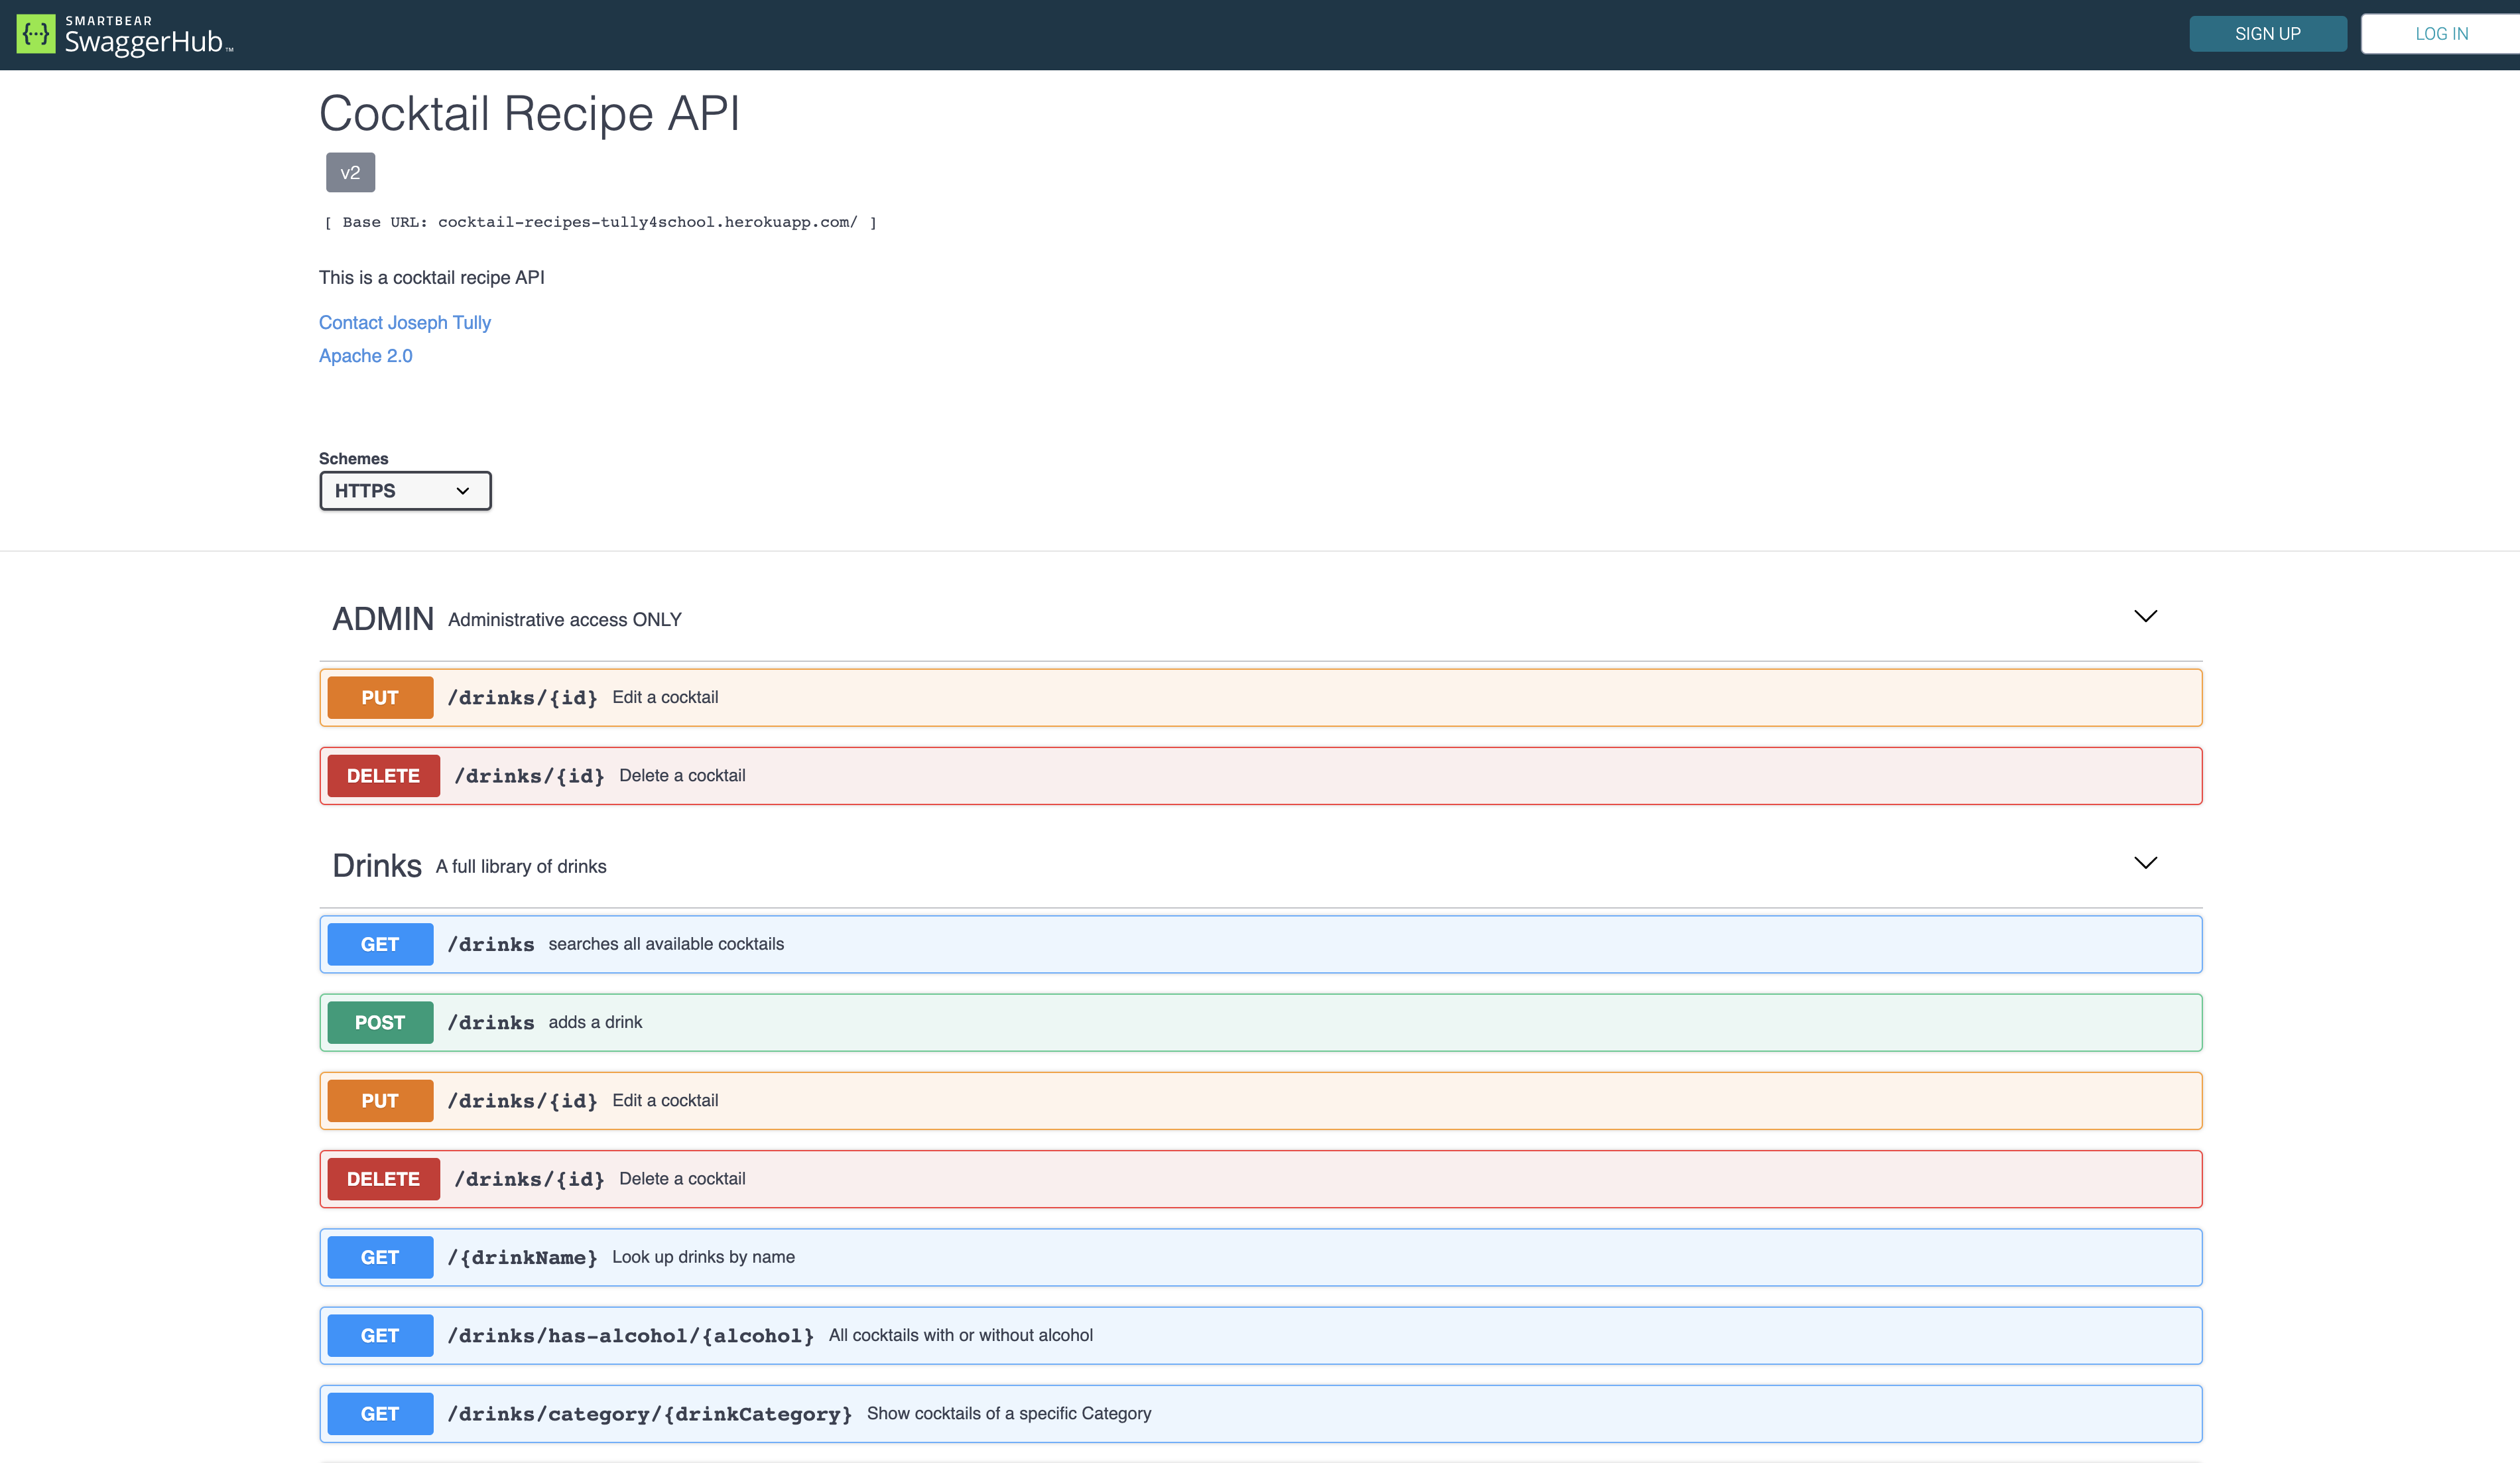 SMARTBEAR
SwaggerHub™
SIGN UP
LOG IN
Cocktail Recipe API
v2
[ Base URL: cocktail-recipes-tully4school.herokuapp.com/ ]
This is a cocktail recipe API
Contact Joseph Tully
Apache 2.0
Schemes
HTTPS
ADMIN Administrative access ONLY
PUT /drinks/{id} Edit a cocktail
DELETE /drinks/{id} Delete a cocktail
Drinks A full library of drinks
GET /drinks searches all available cocktails
POST /drinks adds a drink
PUT /drinks/{id} Edit a cocktail
DELETE /drinks/{id} Delete a cocktail
GET /{drinkName} Look up drinks by name
GET /drinks/has-alcohol/{alcohol} All cocktails with or without alcohol
GET /drinks/category/{drinkCategory} Show cocktails of a specific Category